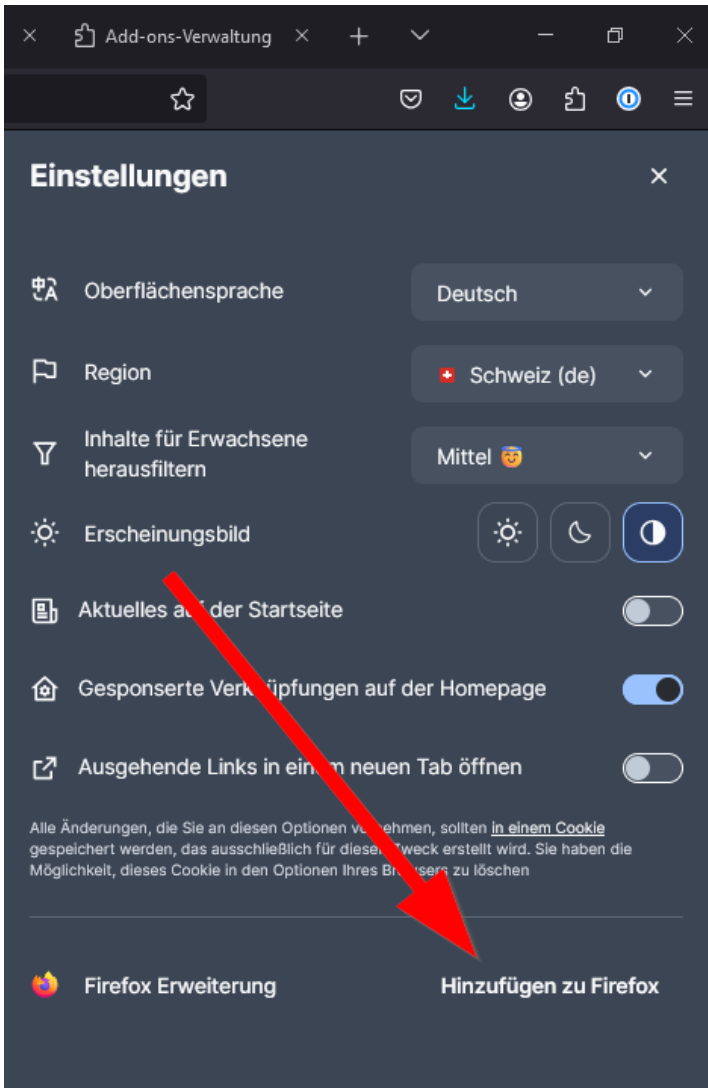 Add-ons-Verwaltung
Einstellungen
Oberflächensprache
Deutsch
Region
Schweiz (de)
Inhalte für Erwachsene
herausfiltern
Mittel
Erscheinungsbild
Aktuelles auf der Startseite
Gesponserte Verknüpfungen auf der Homepage
Ausgehende Links in einem neuen Tab öffnen
Alle Änderungen, die Sie an diesen Optionen vornehmen, sollten in einem Cookie
gespeichert werden, das ausschließlich für diesen Zweck erstellt wird. Sie haben die
Möglichkeit, dieses Cookie in den Optionen Ihres Browsers zu löschen
Firefox Erweiterung
Hinzufügen zu Firefox